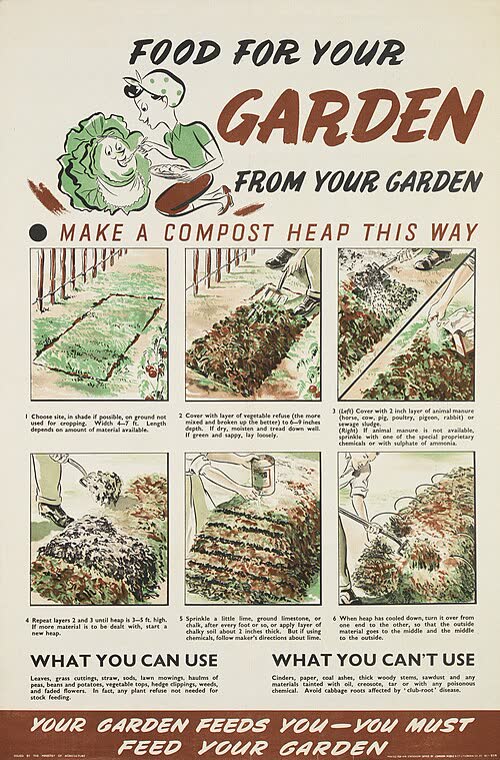 FOOD FOR YOUR
GARDEN
FROM YOUR GARDEN
● MAKE A COMPOST HEAP THIS WAY
1 Choose site, in shade if possible, on ground not
used for cropping. Width 4–7 ft. Length
depends on amount of material available.
2 Cover with layer of vegetable refuse (the more
mixed and broken up the better) to 6–9 inches
depth. If dry, moisten and tread down well.
If green and sappy, lay loosely.
3 (Left) Cover with 2 inch layer of animal manure
(horse, cow, pig, poultry, pigeon, rabbit) or
sewage sludge.
(Right) If animal manure is not available,
sprinkle with one of the special proprietary
chemicals or with sulphate of ammonia.
4 Repeat layers 2 and 3 until heap is 3–5 ft. high.
If more material is to be dealt with, start a
new heap.
5 Sprinkle a little lime, ground limestone, or
chalk, after every foot or so, or apply layer of
chalky soil about 2 inches thick. But if using
chemicals, follow maker's directions about lime.
6 When heap has cooled down, turn it over from
one end to the other, so that the outside
material goes to the middle and the middle
to the outside.
WHAT YOU CAN USE
Leaves, grass cuttings, straw, sods, lawn mowings, haulms of
peas, beans and potatoes, vegetable tops, hedge clippings, weeds,
and faded flowers. In fact, any plant refuse not needed for
stock feeding.
WHAT YOU CAN'T USE
Cinders, paper, coal ashes, thick woody stems, sawdust and any
materials tainted with oil, creosote, tar or with any poisonous
chemical. Avoid cabbage roots affected by 'club-root' disease.
YOUR GARDEN FEEDS YOU—YOU MUST
FEED YOUR GARDEN
ISSUED BY THE MINISTRY OF AGRICULTURE